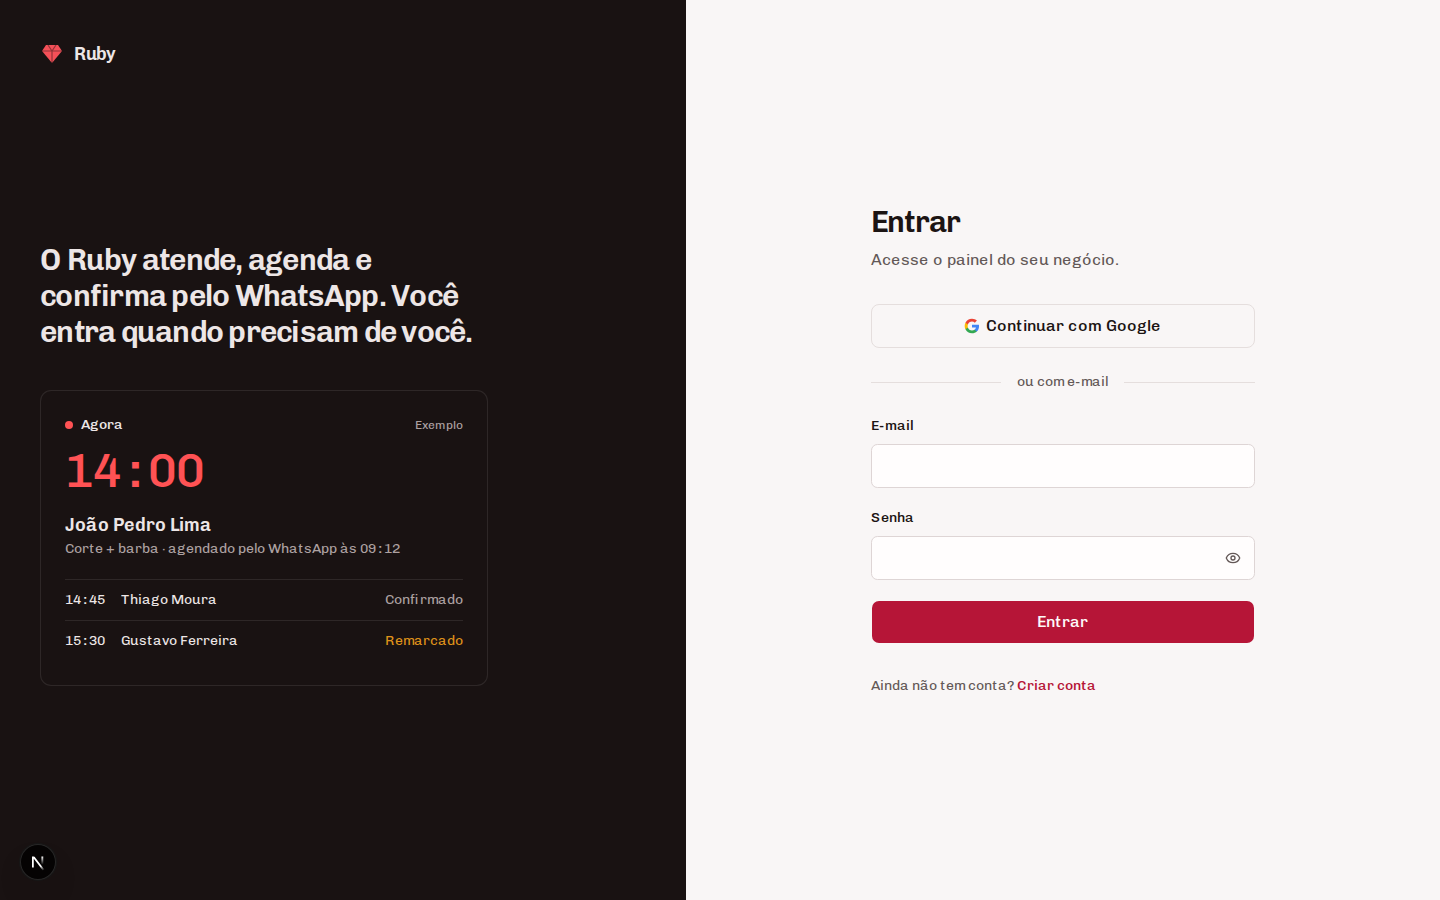 Ruby
O Ruby atende, agenda e
confirma pelo WhatsApp. Você
entra quando precisam de você.
Agora
Exemplo
14:00
João Pedro Lima
Corte + barba · agendado pelo WhatsApp às 09:12
14:45 Thiago Moura Confirmado
15:30 Gustavo Ferreira Remarcado
Entrar
Acesse o painel do seu negócio.
Continuar com Google
ou com e-mail
E-mail
Senha
Entrar
Ainda não tem conta? Criar conta